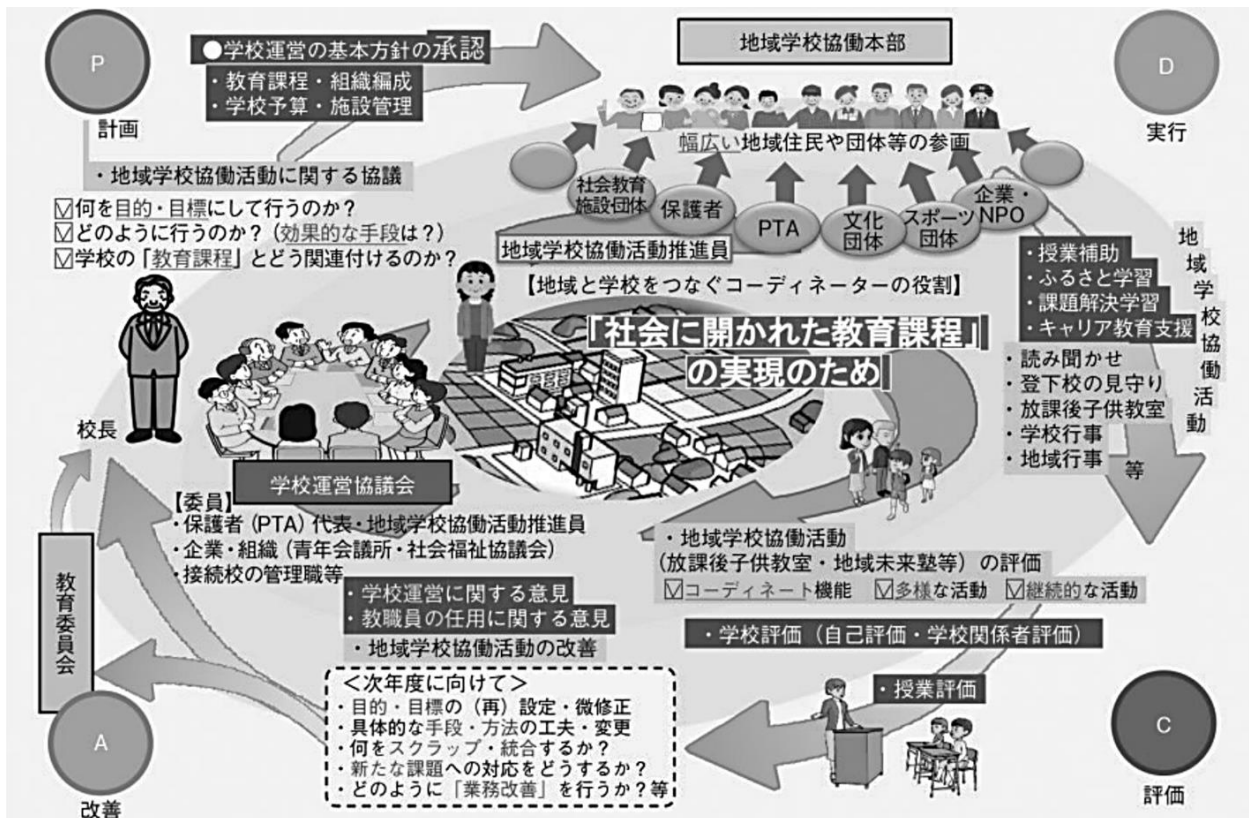 P
計画
●学校運営の基本方針の承認
・教育課程・組織編成
・学校予算・施設管理
・地域学校協働活動に関する協議
☑何を目的・目標にして行うのか？
☑どのように行うのか？（効果的な手段は？）
☑学校の「教育課程」とどう関連付けるのか？
地域学校協働本部
幅広い地域住民や団体等の参画
社会教育
施設・団体
保護者
PTA
文化
団体
スポーツ
団体
企業・
NPO
D
実行
地域学校協働活動推進員
【地域と学校をつなぐコーディネーターの役割】
「社会に開かれた教育課程」
の実現のため
・授業補助
・ふるさと学習
・課題解決学習
・キャリア教育支援
・読み聞かせ
・登下校の見守り
・放課後子供教室
・学校行事
・地域行事
等
地域学校協働活動
校長
学校運営協議会
【委員】
・保護者（PTA）代表・地域学校協働活動推進員
・企業・組織（青年会議所・社会福祉協議会）
・接続校の管理職等
・地域学校協働活動
（放課後子供教室・地域未来塾等）の評価
☑コーディネート機能 ☑多様な活動 ☑継続的な活動
・学校評価（自己評価・学校関係者評価）
・授業評価
C
評価
・学校運営に関する意見
・教職員の任用に関する意見
・地域学校協働活動の改善
＜次年度に向けて＞
・目的・目標の（再）設定・微修正
・具体的な手段・方法の工夫・変更
・何をスクラップ・統合するか？
・新たな課題への対応をどうするか？
・どのように「業務改善」を行うか？等
教育委員会
A
改善